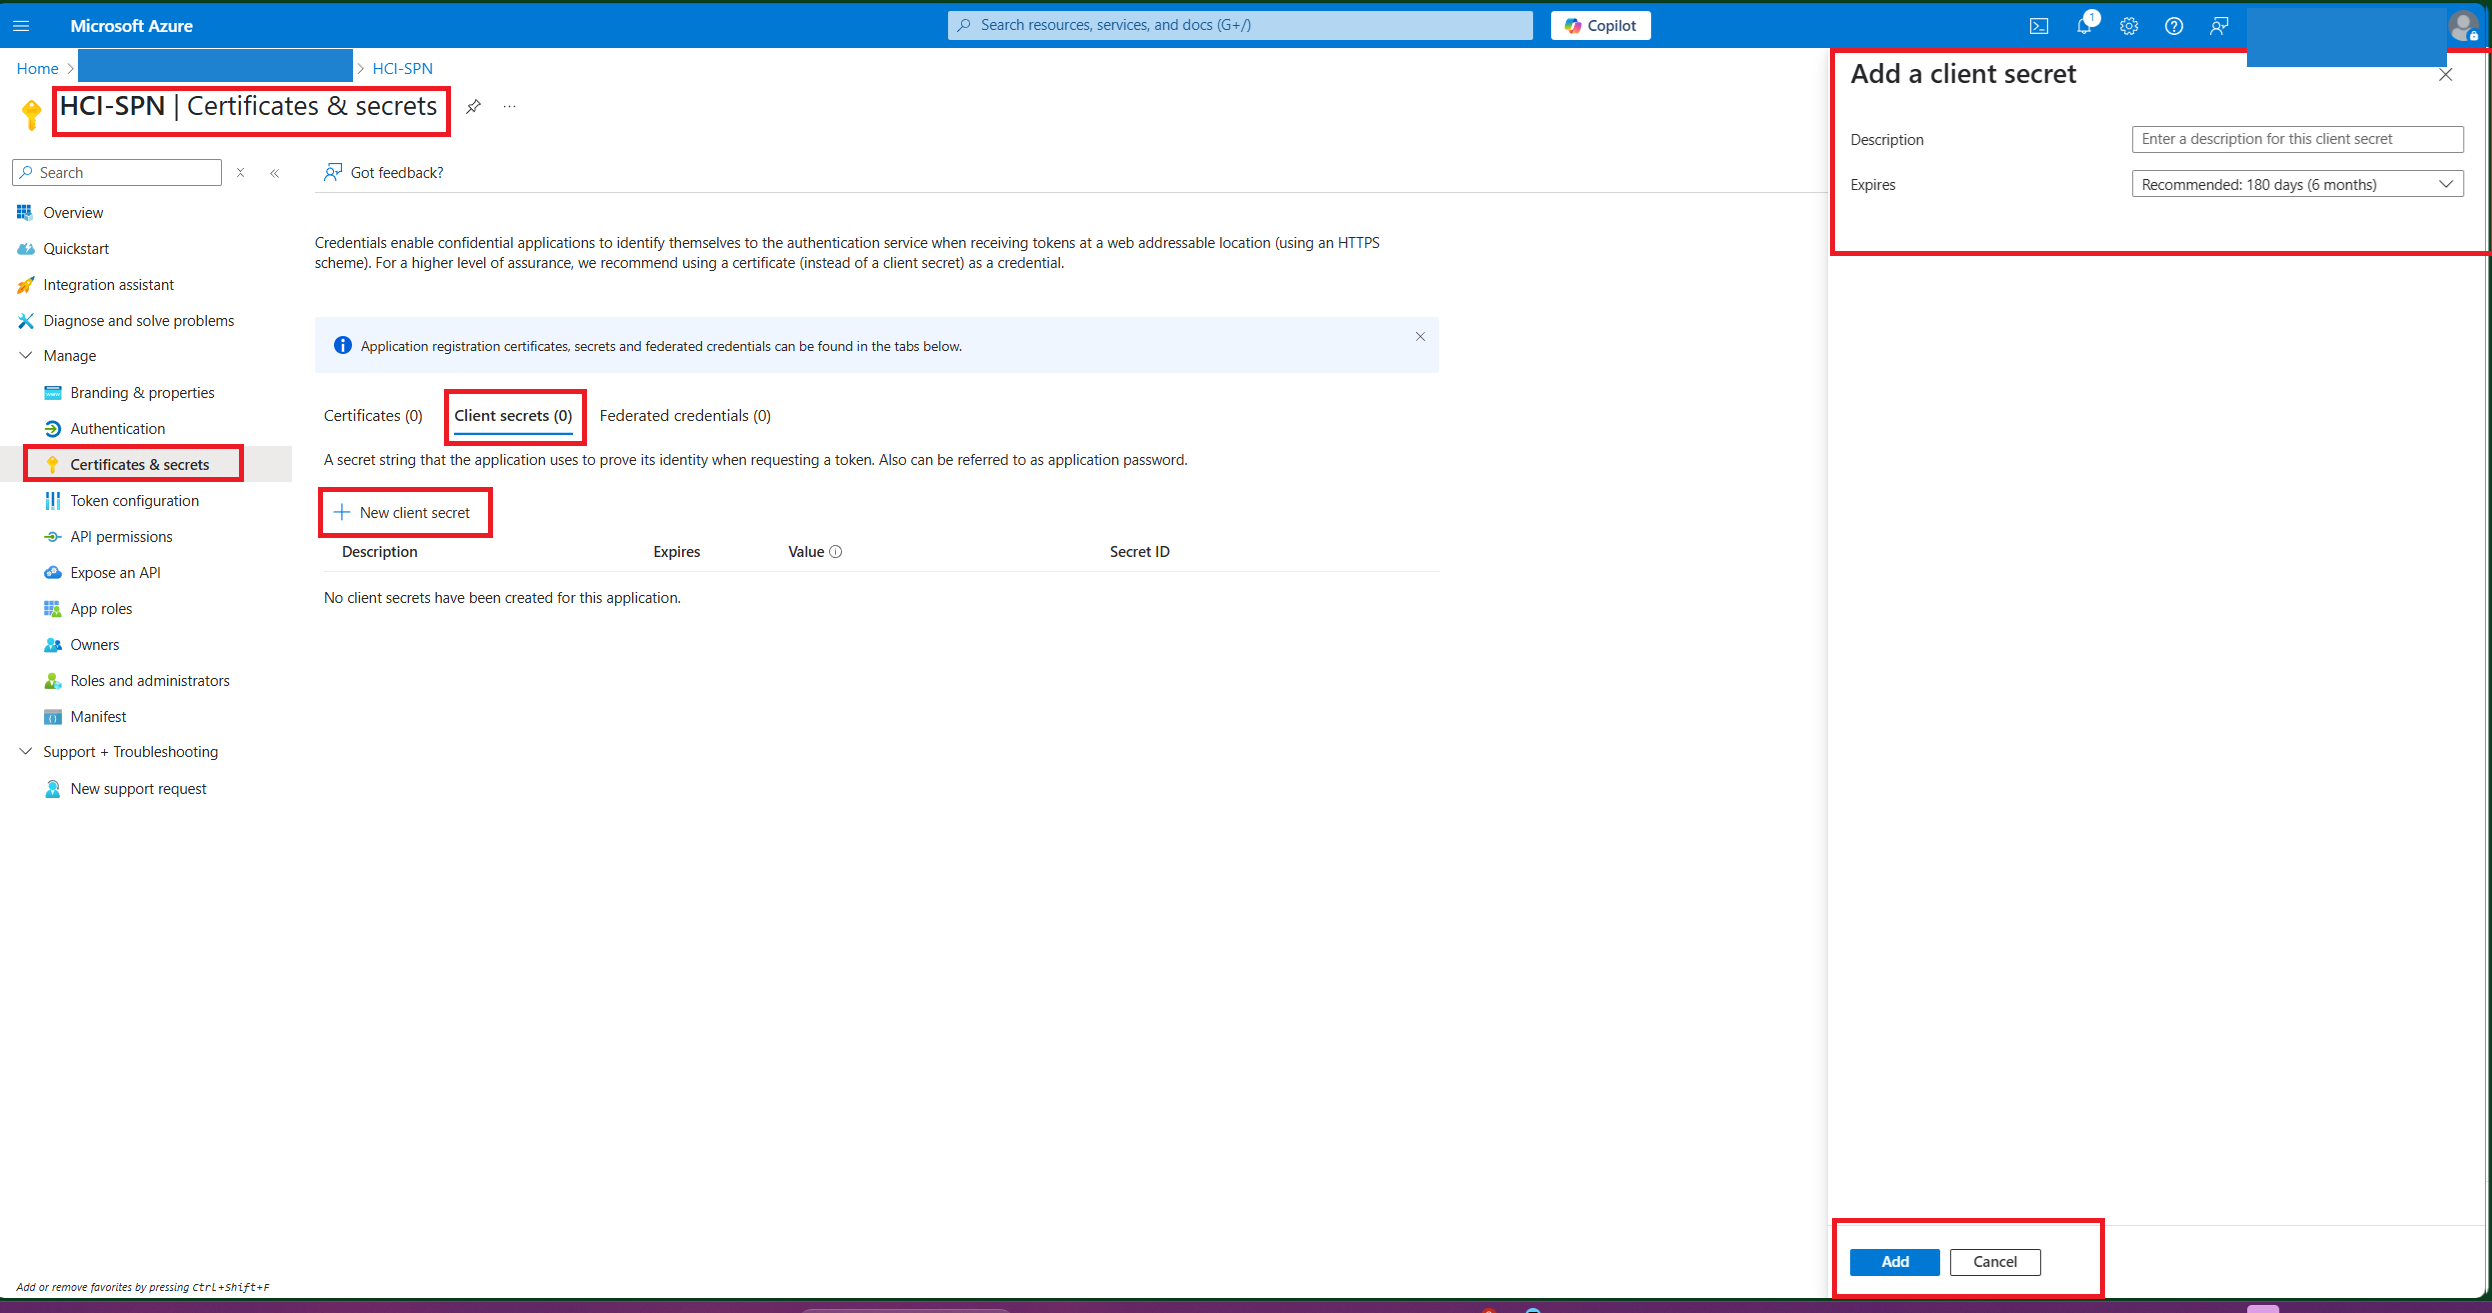 Microsoft Azure
Search resources, services, and docs (G+/)
Copilot
1
Home > HCI-SPN
HCI-SPN | Certificates & secrets
...
Search
Got feedback?
Overview
Quickstart
Integration assistant
Diagnose and solve problems
Manage
Branding & properties
Authentication
Certificates & secrets
Token configuration
API permissions
Expose an API
App roles
Owners
Roles and administrators
Manifest
Support + Troubleshooting
New support request
Add or remove favorites by pressing Ctrl+Shift+F
Credentials enable confidential applications to identify themselves to the authentication service when receiving tokens at a web addressable location (using an HTTPS
scheme). For a higher level of assurance, we recommend using a certificate (instead of a client secret) as a credential.
Application registration certificates, secrets and federated credentials can be found in the tabs below.
Certificates (0) Client secrets (0) Federated credentials (0)
A secret string that the application uses to prove its identity when requesting a token. Also can be referred to as application password.
New client secret
Description Expires Value Secret ID
No client secrets have been created for this application.
Add a client secret
Description Enter a description for this client secret
Expires Recommended: 180 days (6 months)
Add Cancel